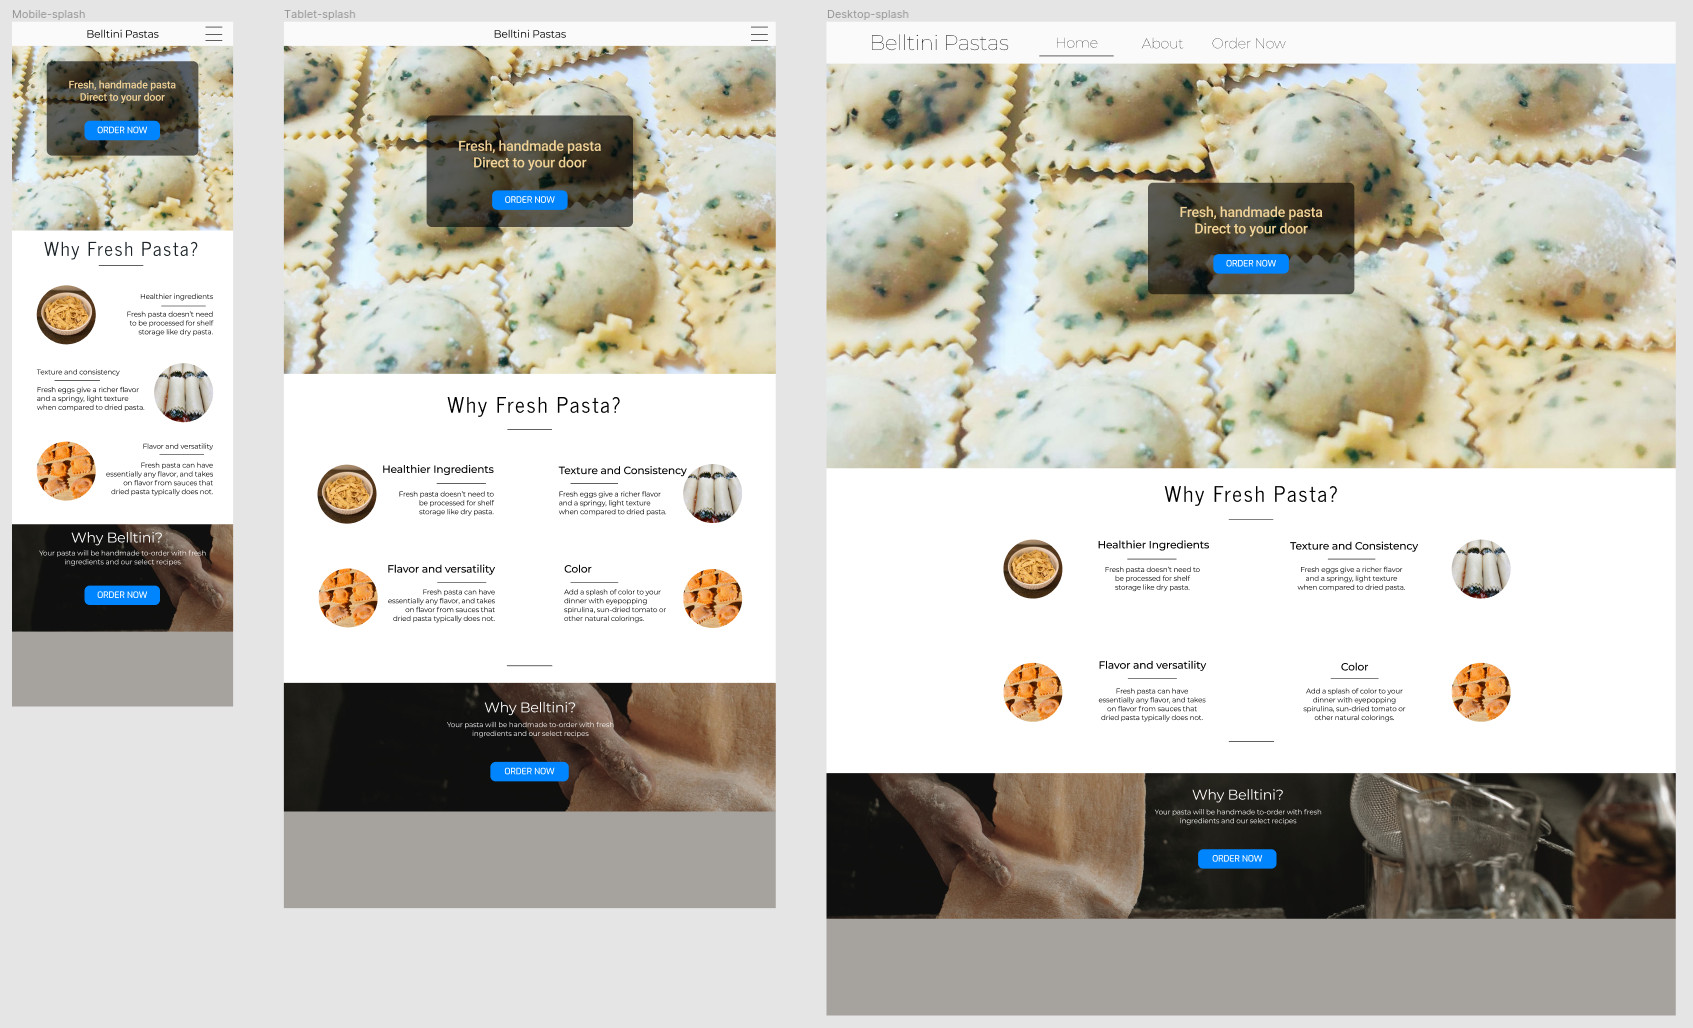 Mobile-splash
Belltini Pastas
Fresh, handmade pasta
Direct to your door
ORDER NOW
Why Fresh Pasta?
Healthier ingredients
Fresh pasta doesn't need
to be processed for shelf
storage like dry pasta.
Texture and consistency
Fresh eggs give a richer flavor
and a springy, light texture
when compared to dried pasta.
Flavor and versatility
Fresh pasta can have
essentially any flavor, and takes
on flavor from sauces that
dried pasta typically does not.
Why Belltini?
Your pasta will be handmade to-order with fresh
ingredients and our select recipes
ORDER NOW
Tablet-splash
Belltini Pastas
Fresh, handmade pasta
Direct to your door
ORDER NOW
Why Fresh Pasta?
Healthier Ingredients
Fresh pasta doesn't need to
be processed for shelf
storage like dry pasta.
Texture and Consistency
Fresh eggs give a richer flavor
and a springy, light texture
when compared to dried pasta.
Flavor and versatility
Fresh pasta can have
essentially any flavor, and takes
on flavor from sauces that
dried pasta typically does not.
Color
Add a splash of color to your
dinner with eyepopping
spirulina, sun-dried tomato or
other natural colorings.
Why Belltini?
Your pasta will be handmade to-order with fresh
ingredients and our select recipes
ORDER NOW
Desktop-splash
Belltini Pastas
Home
About
Order Now
Fresh, handmade pasta
Direct to your door
ORDER NOW
Why Fresh Pasta?
Healthier Ingredients
Fresh pasta doesn't need to
be processed for shelf
storage like dry pasta.
Texture and Consistency
Fresh eggs give a richer flavor
and a springy, light texture
when compared to dried pasta.
Flavor and versatility
Fresh pasta can have
essentially any flavor, and takes
on flavor from sauces that
dried pasta typically does not.
Color
Add a splash of color to your
dinner with eyepopping
spirulina, sun-dried tomato or
other natural colorings.
Why Belltini?
Your pasta will be handmade to-order with fresh
ingredients and our select recipes
ORDER NOW